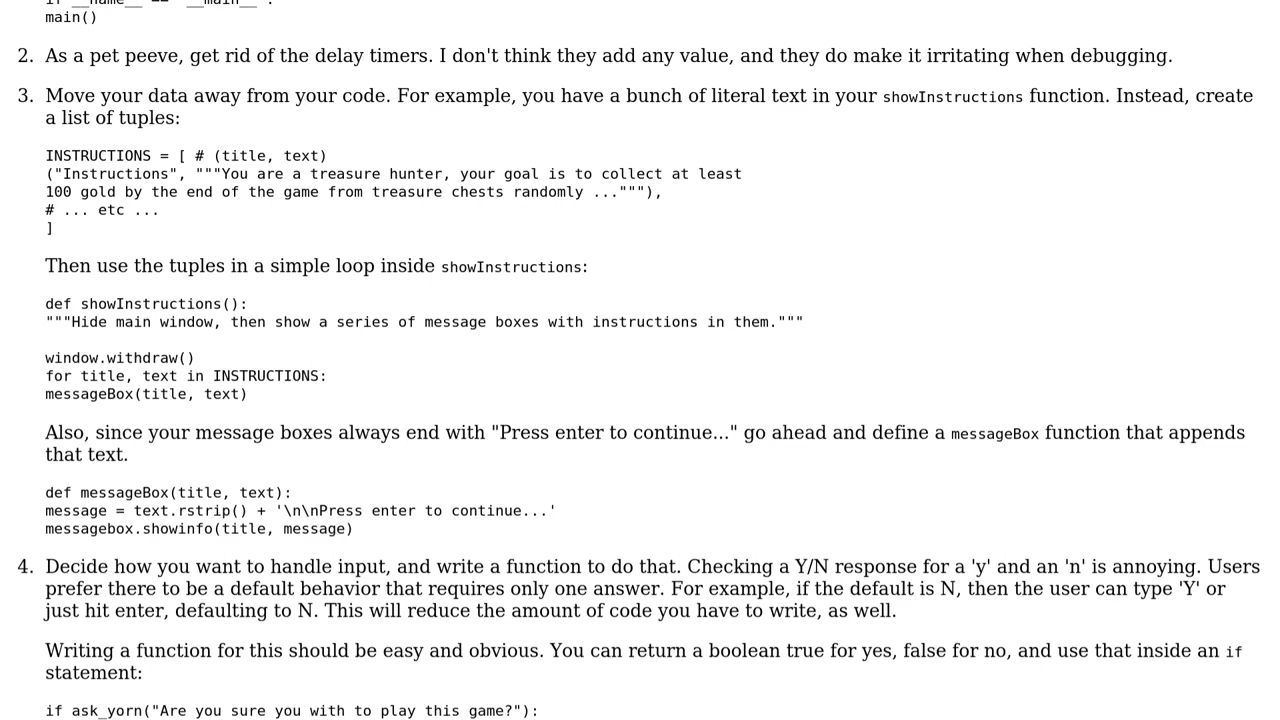 main()
2. As a pet peeve, get rid of the delay timers. I don't think they add any value, and they do make it irritating when debugging.
3. Move your data away from your code. For example, you have a bunch of literal text in your showInstructions function. Instead, create
a list of tuples:
INSTRUCTIONS = [ # (title, text)
("Instructions", """You are a treasure hunter, your goal is to collect at least
100 gold by the end of the game from treasure chests randomly ..."""),
# ... etc ...
]
Then use the tuples in a simple loop inside showInstructions:
def showInstructions():
"""Hide main window, then show a series of message boxes with instructions in them."""
window.withdraw()
for title, text in INSTRUCTIONS:
messageBox(title, text)
Also, since your message boxes always end with "Press enter to continue..." go ahead and define a messageBox function that appends
that text.
def messageBox(title, text):
message = text.rstrip() + '\n\nPress enter to continue...'
messagebox.showinfo(title, message)
4. Decide how you want to handle input, and write a function to do that. Checking a Y/N response for a 'y' and an 'n' is annoying. Users
prefer there to be a default behavior that requires only one answer. For example, if the default is N, then the user can type 'Y' or
just hit enter, defaulting to N. This will reduce the amount of code you have to write, as well.
Writing a function for this should be easy and obvious. You can return a boolean true for yes, false for no, and use that inside an if
statement:
if ask_yorn("Are you sure you with to play this game?"):